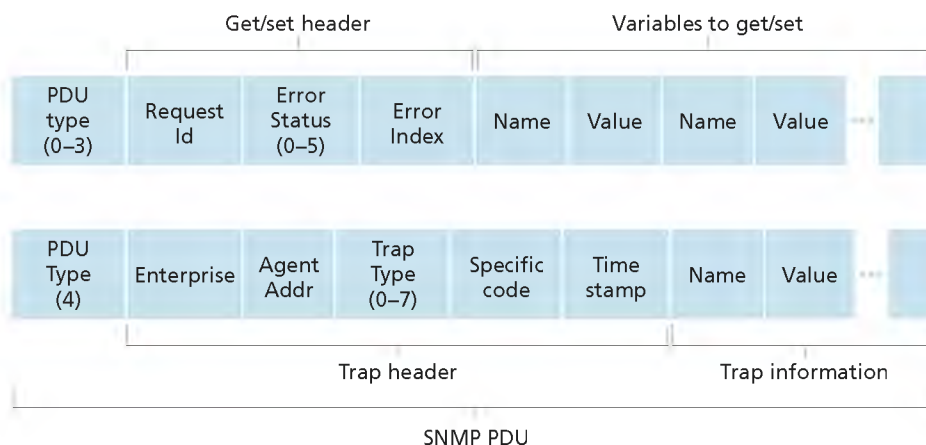 Get/set header
Variables to get/set
PDU
type
(0–3)
Request
Id
Error
Status
(0–5)
Error
Index
Name
Value
Name
Value
PDU
Type
(4)
Enterprise
Agent
Addr
Trap
Type
(0–7)
Specific
code
Time
stamp
Name
Value
Trap header
Trap information
SNMP PDU